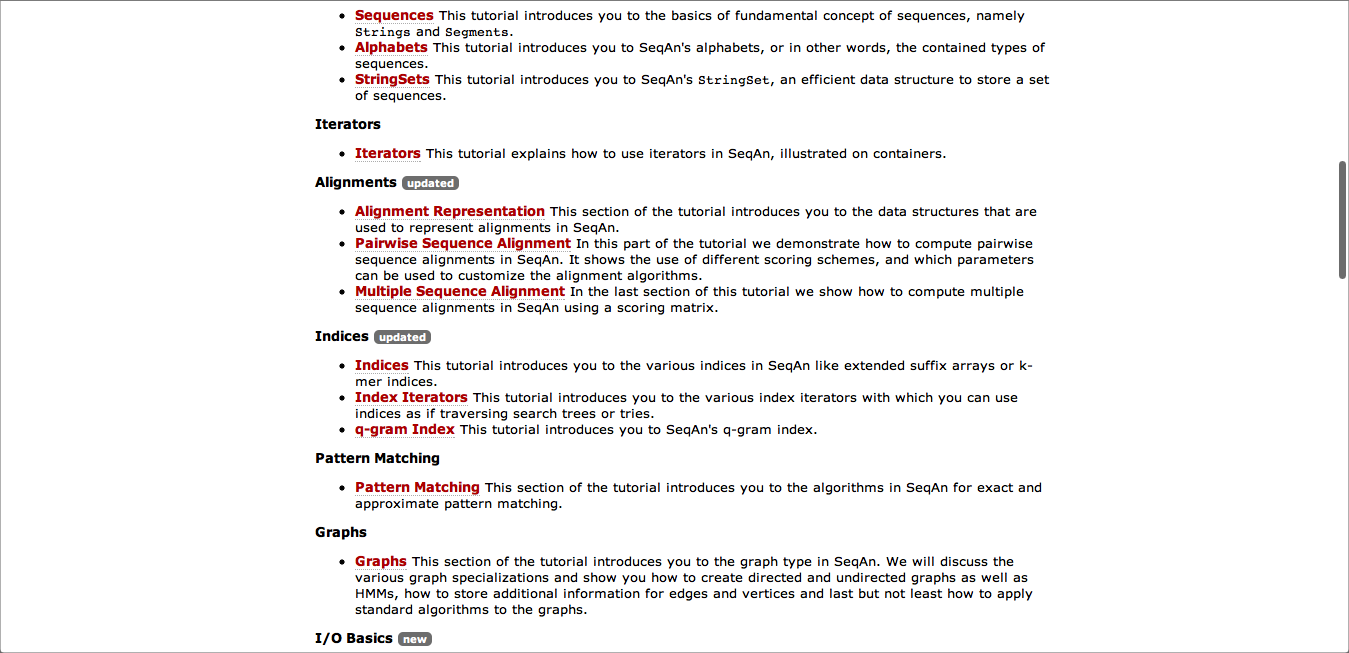 Sequences This tutorial introduces you to the basics of fundamental concept of sequences, namely
Strings and Segments.
Alphabets This tutorial introduces you to SeqAn's alphabets, or in other words, the contained types of
sequences.
StringSets This tutorial introduces you to SeqAn's StringSet, an efficient data structure to store a set
of sequences.
Iterators
Iterators This tutorial explains how to use iterators in SeqAn, illustrated on containers.
Alignments updated
Alignment Representation This section of the tutorial introduces you to the data structures that are
used to represent alignments in SeqAn.
Pairwise Sequence Alignment In this part of the tutorial we demonstrate how to compute pairwise
sequence alignments in SeqAn. It shows the use of different scoring schemes, and which parameters
can be used to customize the alignment algorithms.
Multiple Sequence Alignment In the last section of this tutorial we show how to compute multiple
sequence alignments in SeqAn using a scoring matrix.
Indices updated
Indices This tutorial introduces you to the various indices in SeqAn like extended suffix arrays or k-
mer indices.
Index Iterators This tutorial introduces you to the various index iterators with which you can use
indices as if traversing search trees or tries.
q-gram Index This tutorial introduces you to SeqAn's q-gram index.
Pattern Matching
Pattern Matching This section of the tutorial introduces you to the algorithms in SeqAn for exact and
approximate pattern matching.
Graphs
Graphs This section of the tutorial introduces you to the graph type in SeqAn. We will discuss the
various graph specializations and show you how to create directed and undirected graphs as well as
HMMs, how to store additional information for edges and vertices and last but not least how to apply
standard algorithms to the graphs.
I/O Basics new